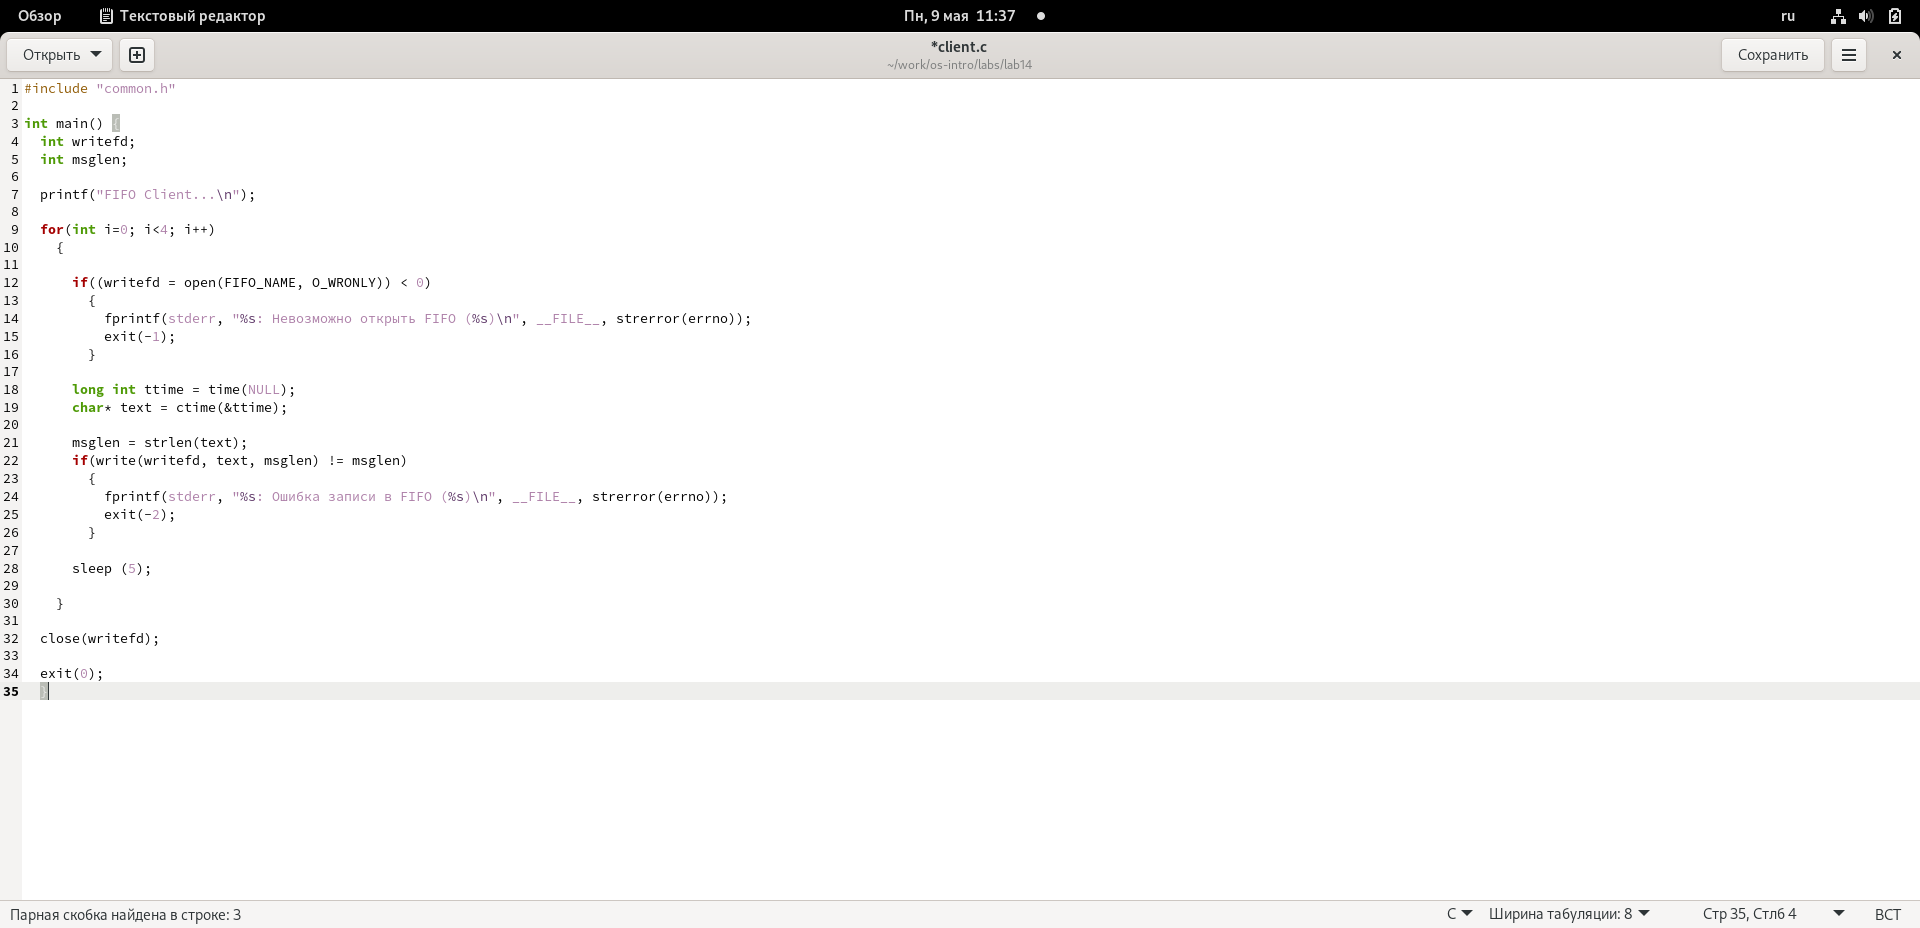 Обзор Текстовый редактор Пн, 9 мая 11:37 ru
Открыть *client.c Сохранить
~/work/os-intro/labs/lab14
1 #include "common.h"
2
3 int main() {
4   int writefd;
5   int msglen;
6
7   printf("FIFO Client...\n");
8
9   for(int i=0; i<4; i++)
10     {
11
12       if((writefd = open(FIFO_NAME, O_WRONLY)) < 0)
13         {
14           fprintf(stderr, "%s: Невозможно открыть FIFO (%s)\n", __FILE__, strerror(errno));
15           exit(-1);
16         }
17
18       long int ttime = time(NULL);
19       char* text = ctime(&ttime);
20
21       msglen = strlen(text);
22       if(write(writefd, text, msglen) != msglen)
23         {
24           fprintf(stderr, "%s: Ошибка записи в FIFO (%s)\n", __FILE__, strerror(errno));
25           exit(-2);
26         }
27
28       sleep (5);
29
30     }
31
32   close(writefd);
33
34   exit(0);
35   }
Парная скобка найдена в строке: 3 C Ширина табуляции: 8 Стр 35, Стлб 4 ВСТ